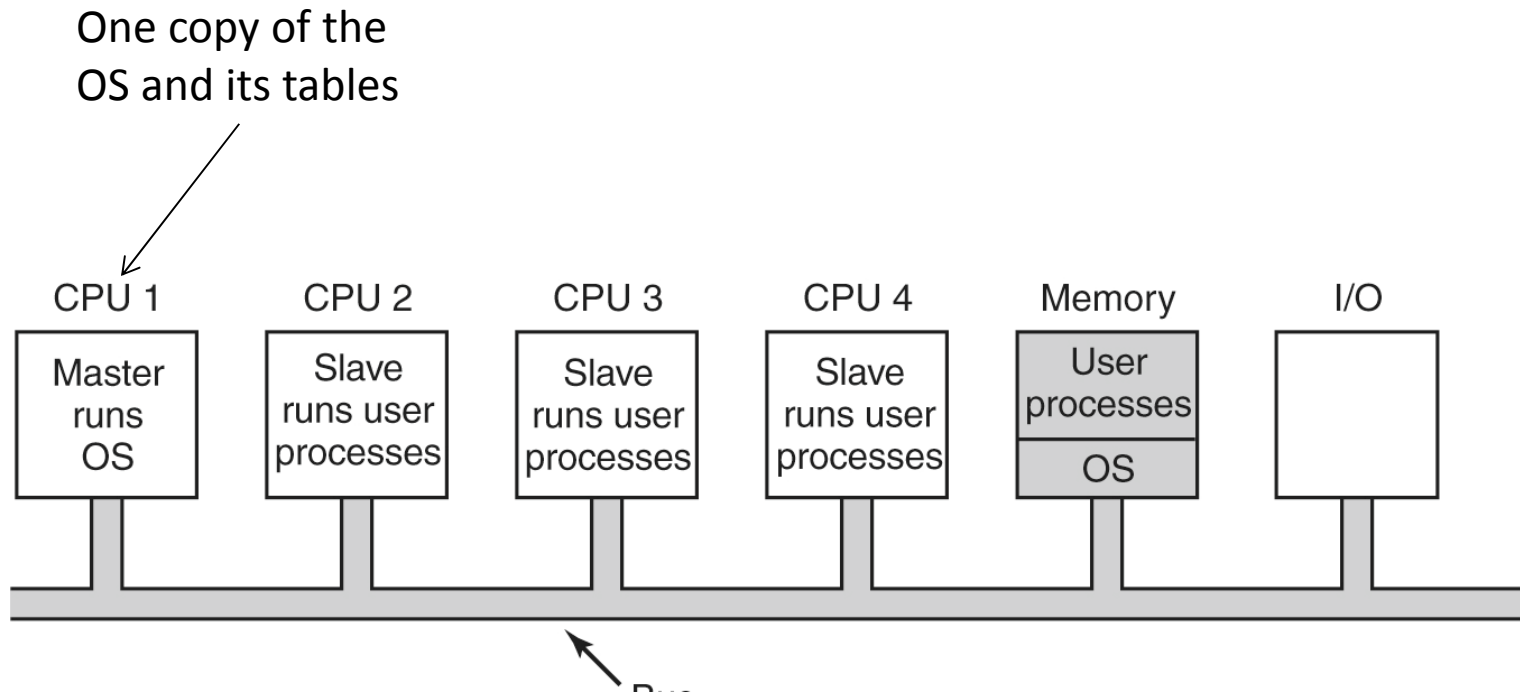 One copy of the
OS and its tables
CPU 1
CPU 2
CPU 3
CPU 4
Memory
I/O
Master
runs
OS
Slave
runs user
processes
Slave
runs user
processes
Slave
runs user
processes
User
processes
OS